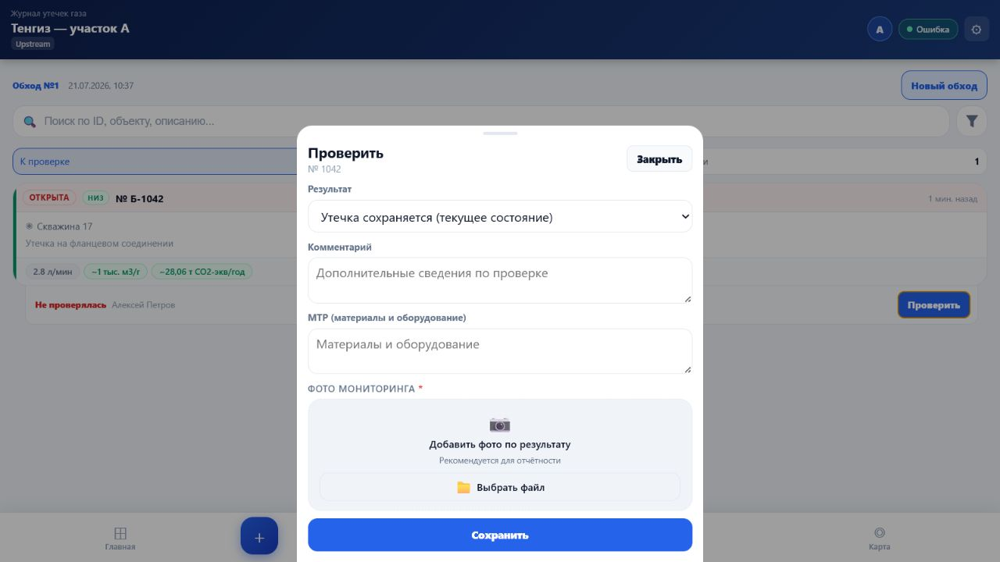 Журнал утечек газа
Тенгиз — участок А
Upstream
А
Ошибка
Обход №1 21.07.2026, 10:37
Новый обход
Поиск по ID, объекту, описанию...
К проверке
и 1
ОТКРЫТА НИЗ № Б-1042
1 мин. назад
Скважина 17
Утечка на фланцевом соединении
2.8 л/мин ~1 тыс. м3/г ~28,06 т CO2-экв/год
Не проверялась Алексей Петров
Проверить
Проверить
№ 1042
Закрыть
Результат
Утечка сохраняется (текущее состояние)
Комментарий
Дополнительные сведения по проверке
МТР (материалы и оборудование)
Материалы и оборудование
ФОТО МОНИТОРИНГА *
Добавить фото по результату
Рекомендуется для отчётности
Выбрать файл
Сохранить
Главная
+
Карта